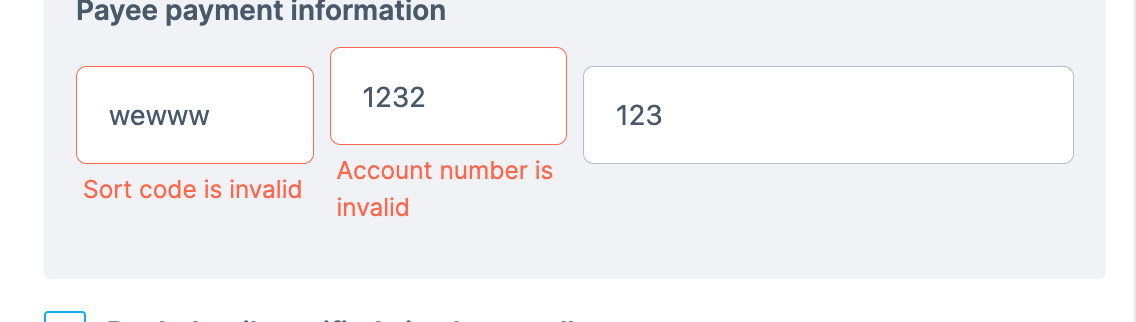 Payee payment information
wewww
1232
123
Sort code is invalid
Account number is
invalid